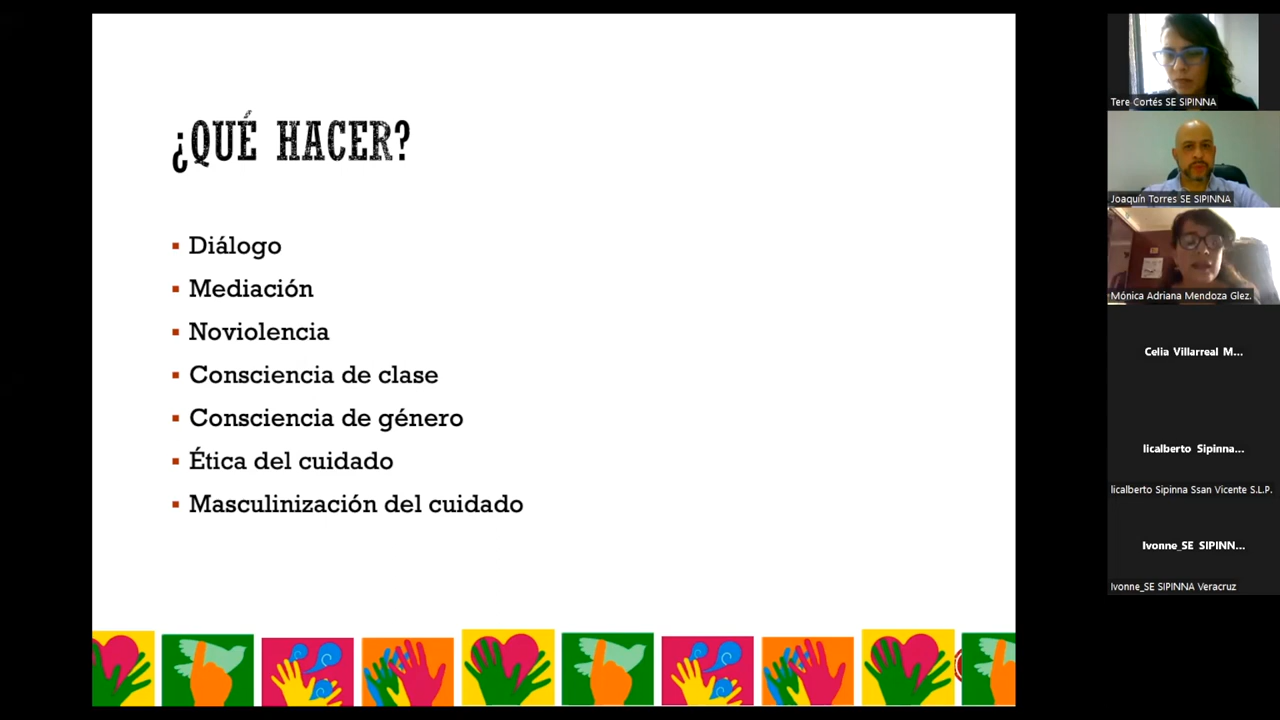 ¿QUÉ HACER?
Diálogo
Mediación
Noviolencia
Consciencia de clase
Consciencia de género
Ética del cuidado
Masculinización del cuidado
Tere Cortés SE SIPINNA
Joaquín Torres SE SIPINNA
Mónica Adriana Mendoza Glez.
Celia Villarreal M...
licalberto Sipinna...
licalberto Sipinna Ssan Vicente S.L.P.
Ivonne_SE SIPINN...
Ivonne_SE SIPINNA Veracruz